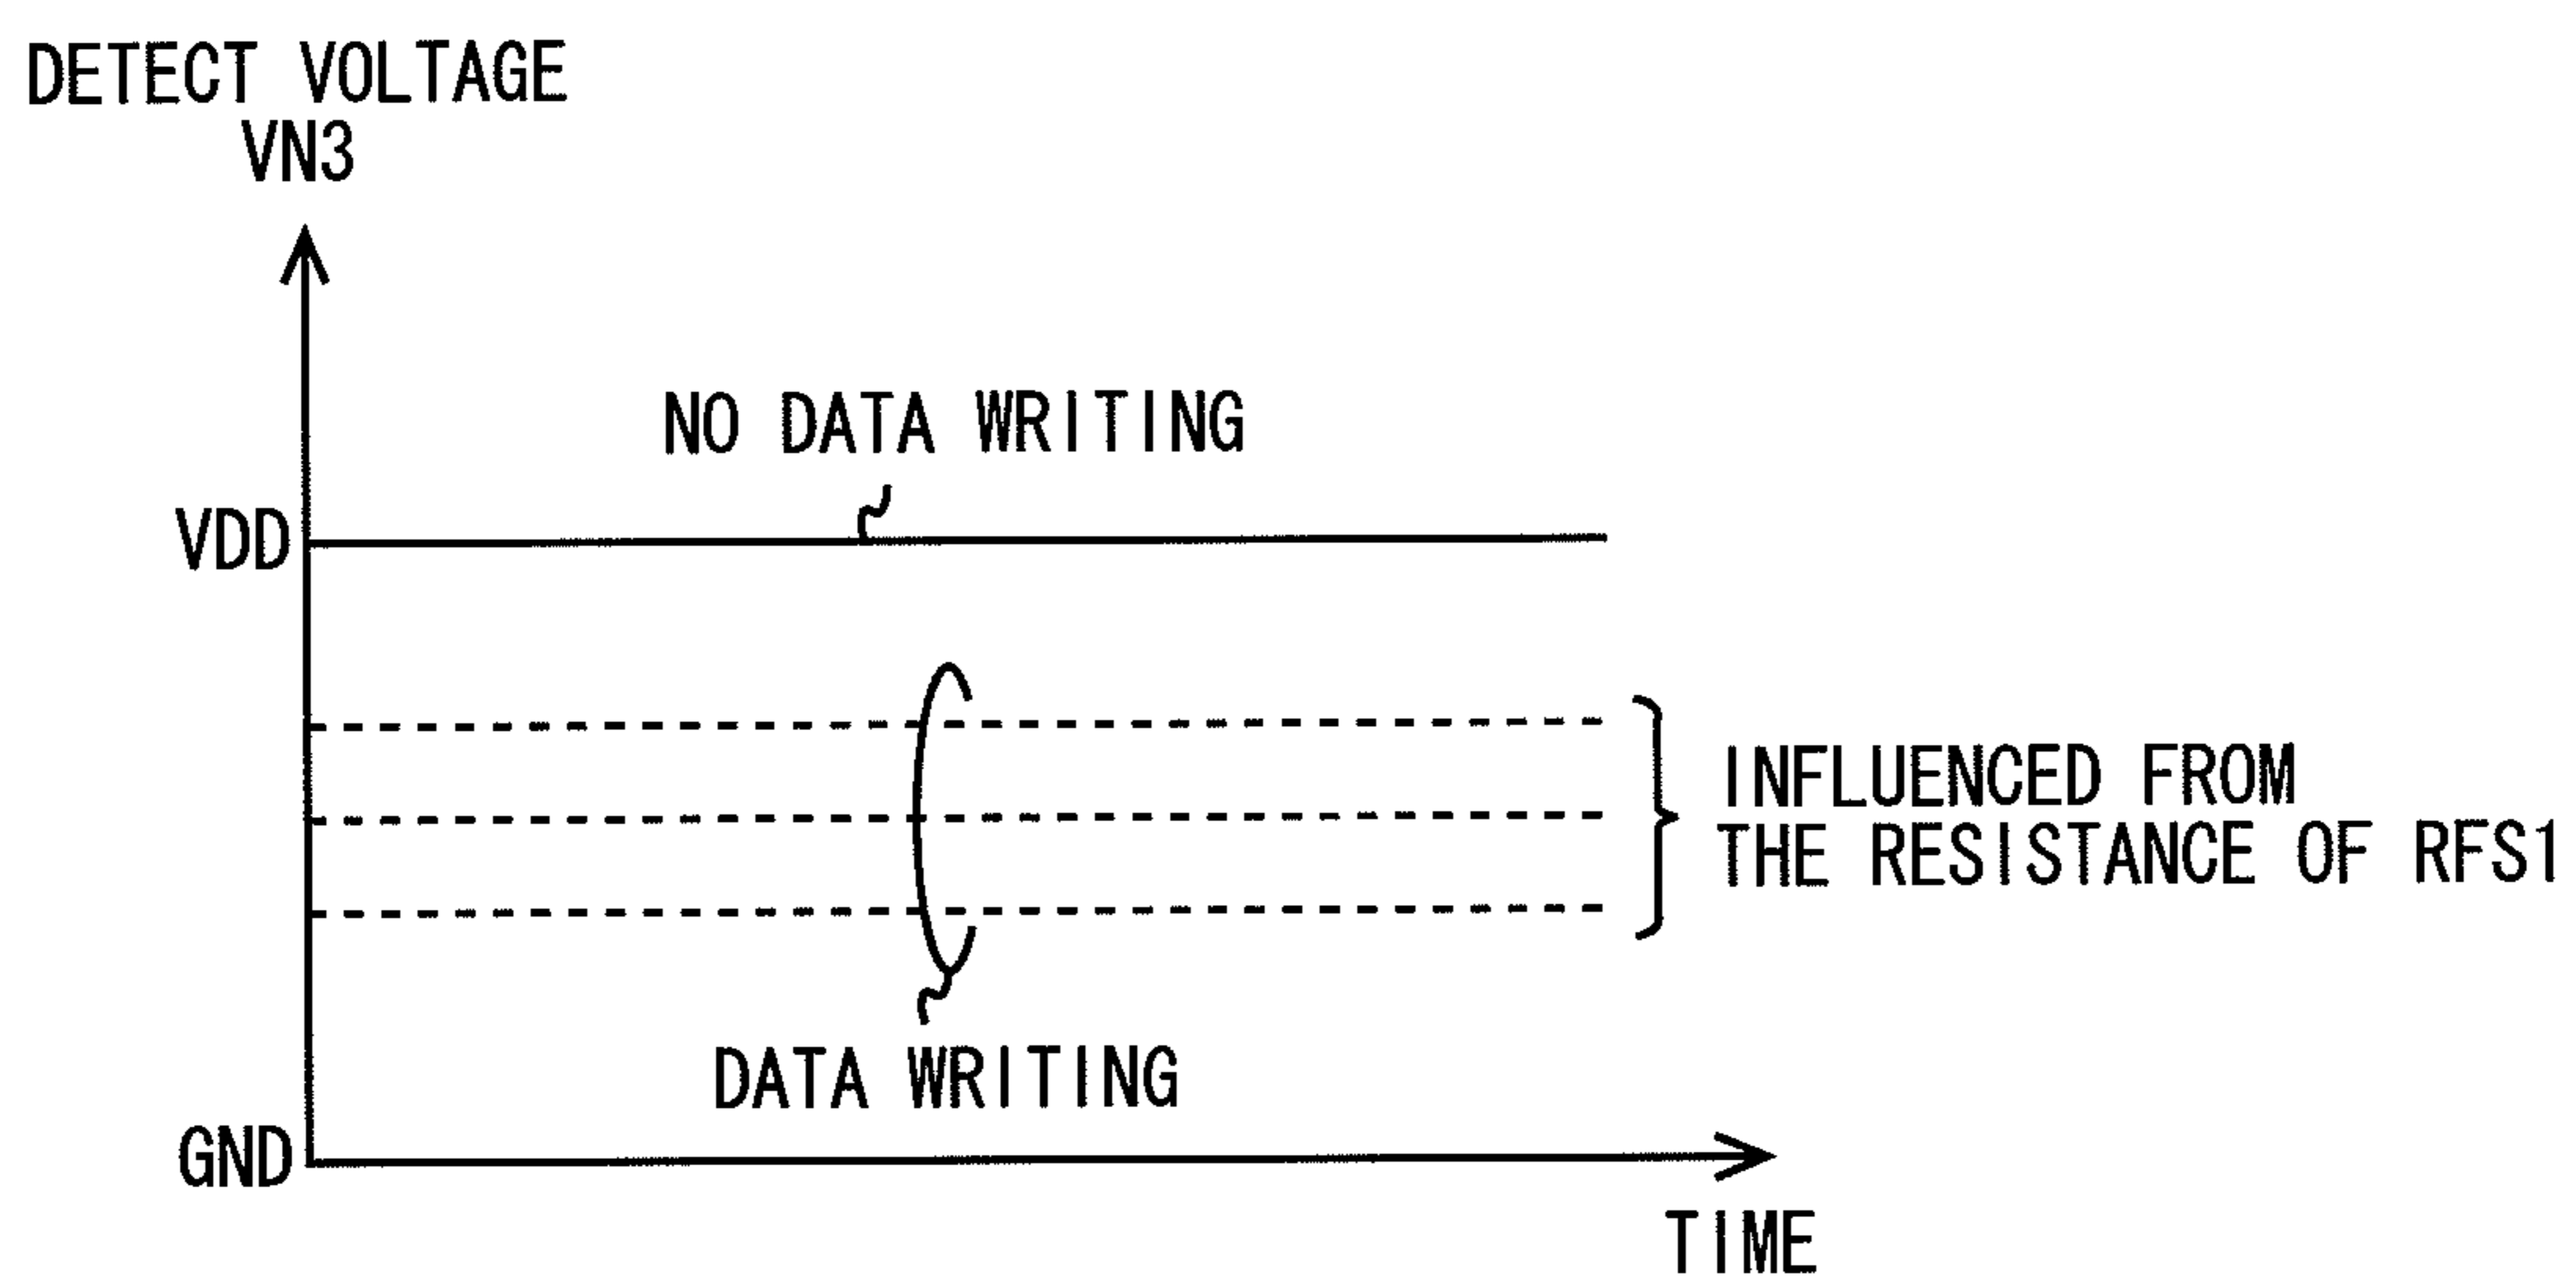 DETECT VOLTAGE
VN3
NO DATA WRITING
VDD
INFLUENCED FROM
THE RESISTANCE OF RFS1
DATA WRITING
GND
TIME